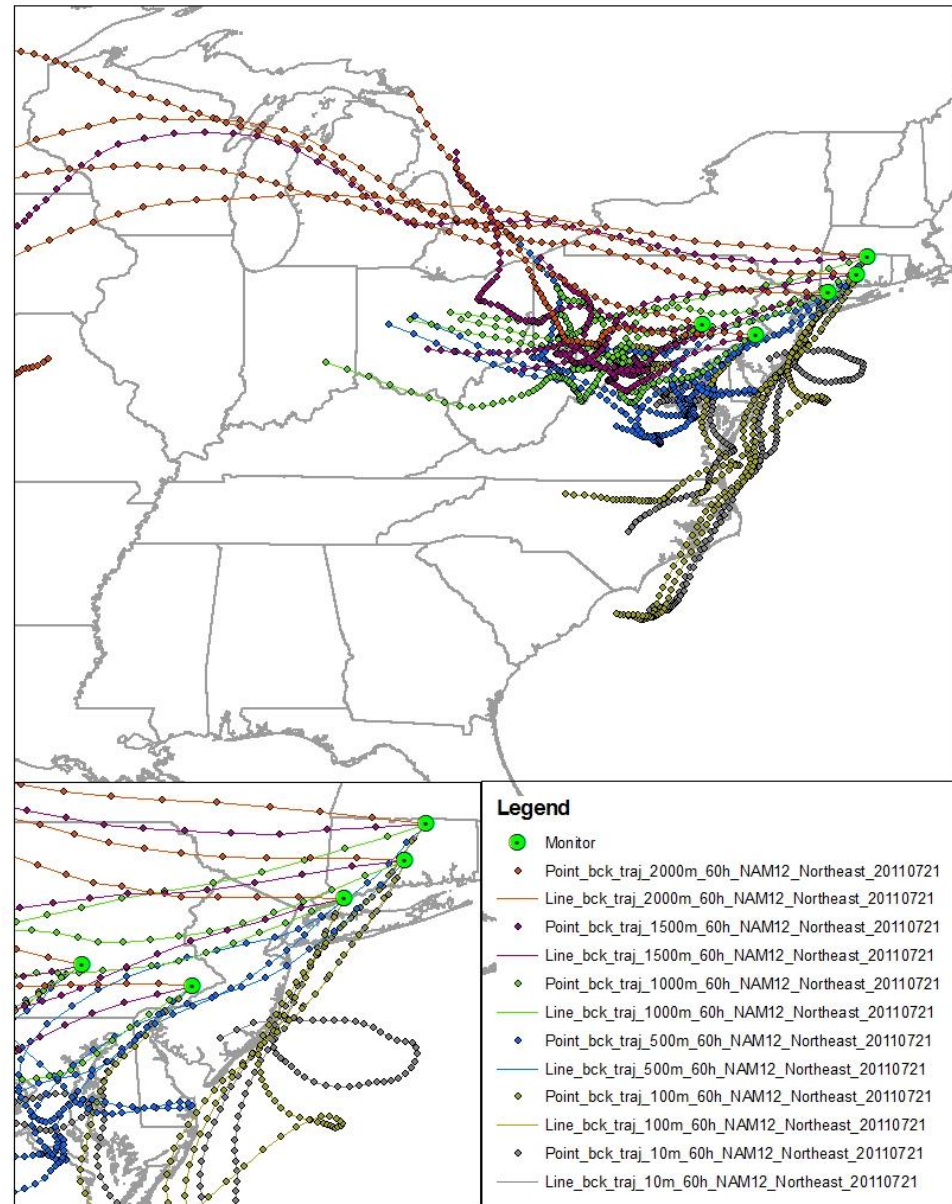 Legend
Monitor
Point_bck_traj_2000m_60h_NAM12_Northeast_20110721
Line_bck_traj_2000m_60h_NAM12_Northeast_20110721
Point_bck_traj_1500m_60h_NAM12_Northeast_20110721
Line_bck_traj_1500m_60h_NAM12_Northeast_20110721
Point_bck_traj_1000m_60h_NAM12_Northeast_20110721
Line_bck_traj_1000m_60h_NAM12_Northeast_20110721
Point_bck_traj_500m_60h_NAM12_Northeast_20110721
Line_bck_traj_500m_60h_NAM12_Northeast_20110721
Point_bck_traj_100m_60h_NAM12_Northeast_20110721
Line_bck_traj_100m_60h_NAM12_Northeast_20110721
Point_bck_traj_10m_60h_NAM12_Northeast_20110721
Line_bck_traj_10m_60h_NAM12_Northeast_20110721